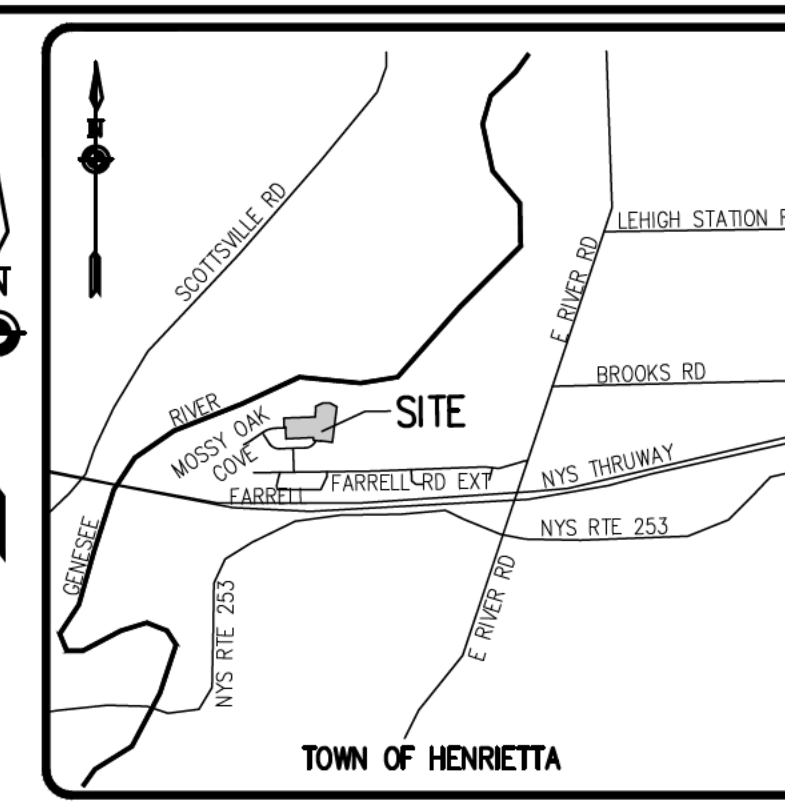 N
SCOTTSVILLE RD
LEHIGH STATION
E RIVER RD
BROOKS RD
RIVER
MOSSY OAK
COVE
SITE
FARRELL
FARRELL RD EXT
NYS THRUWAY
NYS RTE 253
GENESEE
NYS RTE 253
E RIVER RD
TOWN OF HENRIETTA